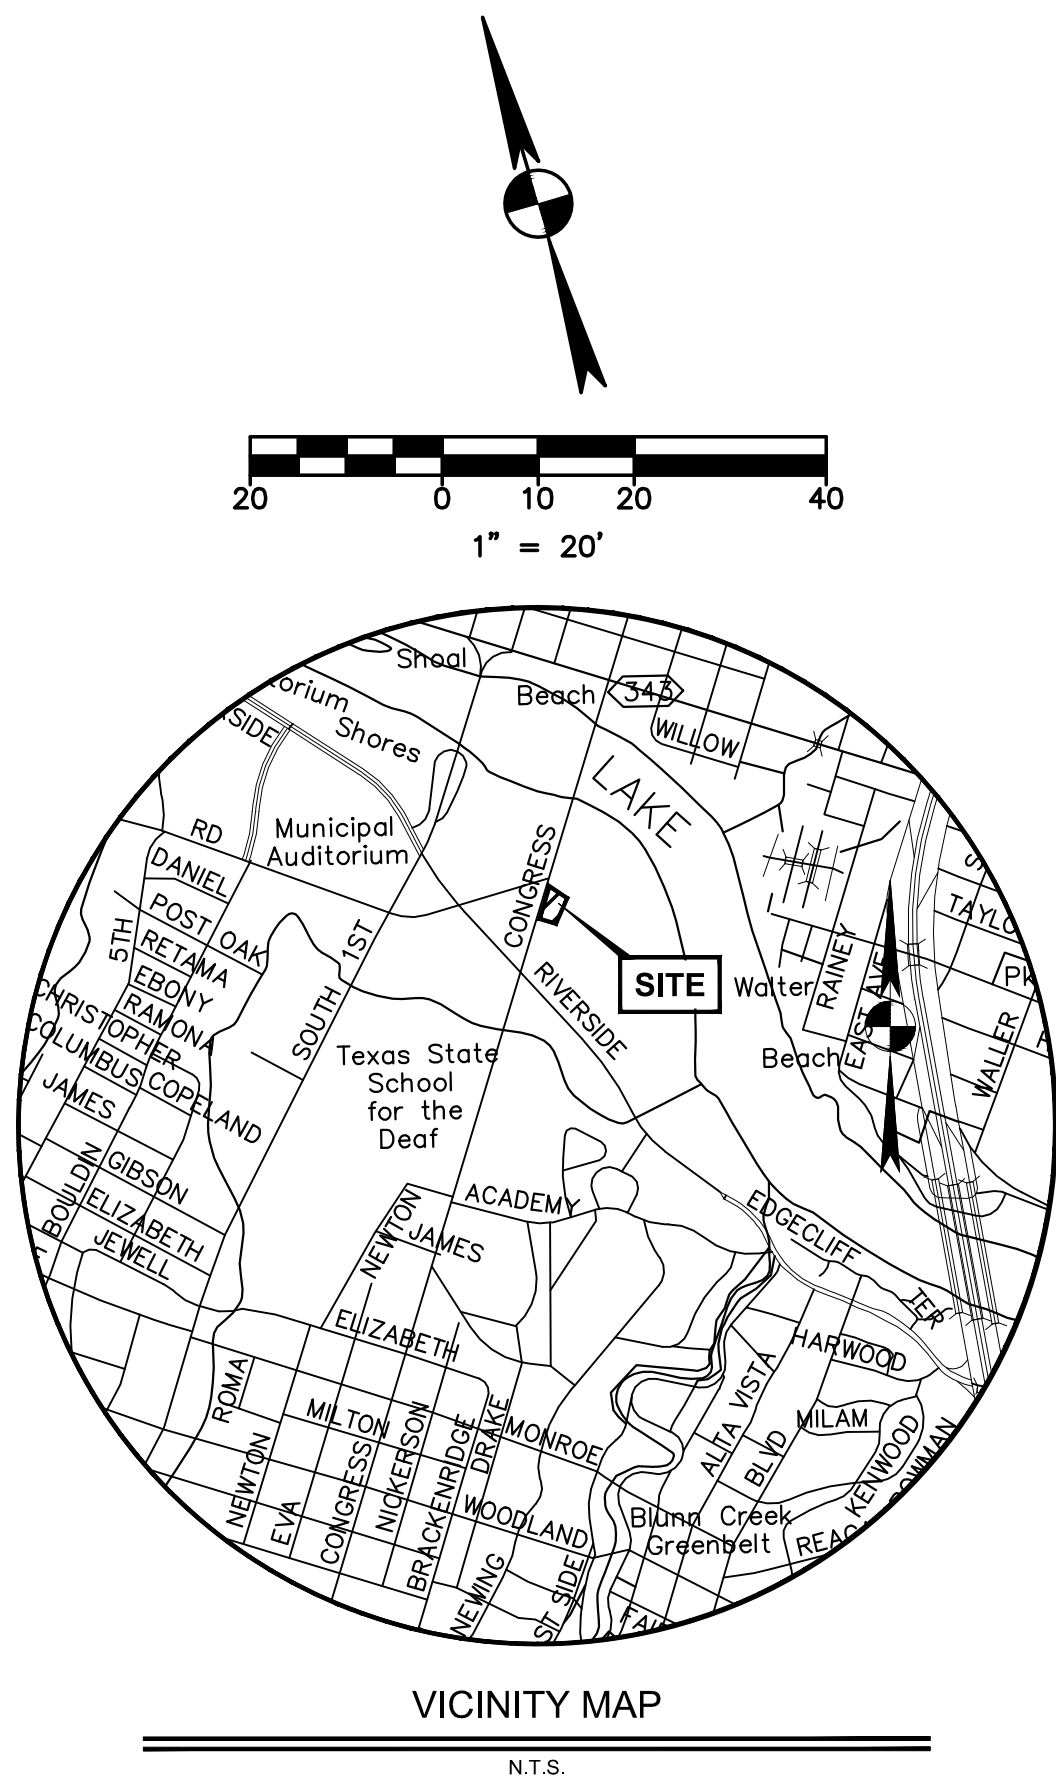 20 0 10 20 40
1" = 20'
Shoal
Beach
343
torium
Shores
WILLOW
LAKE
RD
Municipal
Auditorium
CONGRESS
DANIEL
POST OAK
5TH
RETAMA
EBONY
RAMONA
CHRISTOPHER
COLUMBUS
COPELAND
JAMES
1ST
SOUTH
RIVERSIDE
SITE
Walter
Beach
RAINEY
EAST AVE
TAYLO
PK
WALLER
Texas State
School
for the
Deaf
BOULDIN
GIBSON
ELIZABETH
JEWELL
ACADEMY
NEWTON
JAMES
EDGECLIFF
IER
ELIZABETH
HARWOOD
ROMA
MILTON
NICKERSON
DRAKE
MONROE
ALTA VISTA
BLVD
MILAM
KENWOOD
NEWTON
EVA
CONGRESS
BRACKENRIDGE
WOODLAND
Blunn Creek
Greenbelt
NEWING
ST SIDE
VICINITY MAP
N.T.S.